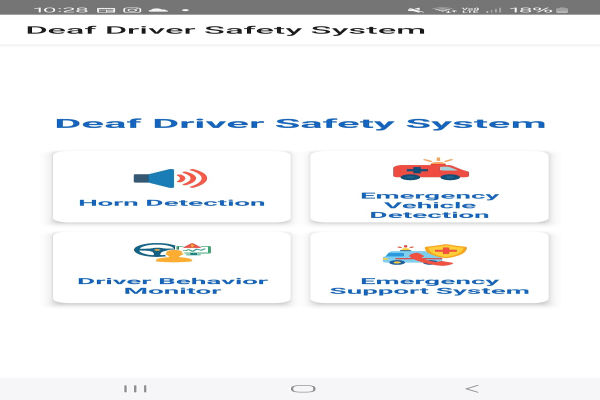 10:28 18%
Deaf Driver Safety System
Deaf Driver Safety System
Horn Detection
Emergency
Vehicle
Detection
Driver Behavior
Monitor
Emergency
Support System